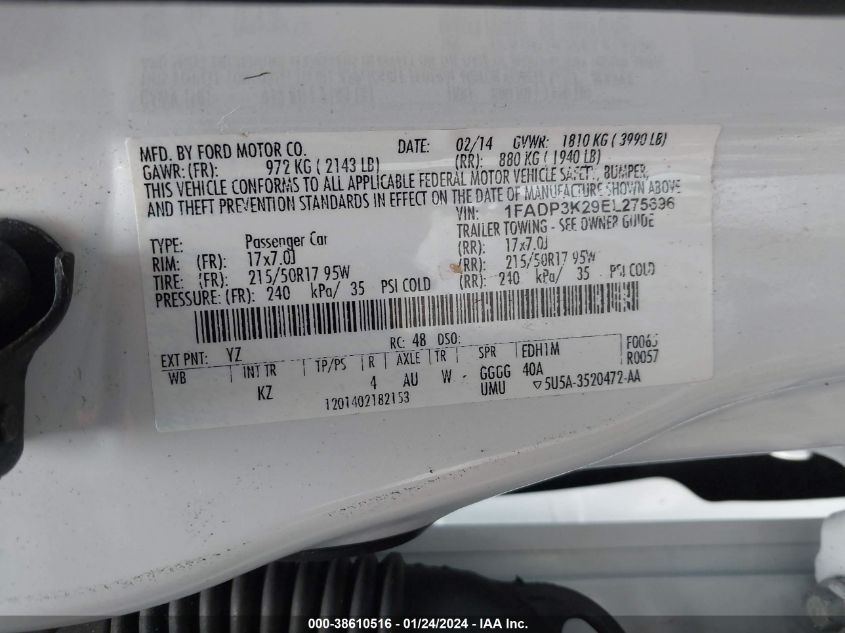 MFD. BY FORD MOTOR CO. DATE: 02/14 GVWR: 1810 KG ( 3990 LB)
GAWR: (FR): 972 KG ( 2143 LB) (RR): 880 KG ( 1940 LB)
THIS VEHICLE CONFORMS TO ALL APPLICABLE FEDERAL MOTOR VEHICLE SAFETY, BUMPER,
AND THEFT PREVENTION STANDARDS IN EFFECT ON THE DATE OF MANUFACTURE SHOWN ABOVE
VIN: 1FADP3K29EL275696
TYPE: Passenger Car TRAILER TOWING - SEE OWNER GUIDE
RIM: (FR): 17x7.0J (RR): 17x7.0J
TIRE: (FR): 215/50R17 95W (RR): 215/50R17 95W
PRESSURE: (FR): 240 kPa/ 35 PSI COLD (RR): 240 kPa/ 35 PSI COLD
EXT PNT: YZ RC: 48 DSO: F0065
WB INT TR TP/PS R AXLE TR SPR EDH1M R0057
KZ 4 AU W - GGGG 40A
UMU ▽5U5A-3520472-AA
1201402182153
000-38610516 - 01/24/2024 - IAA Inc.